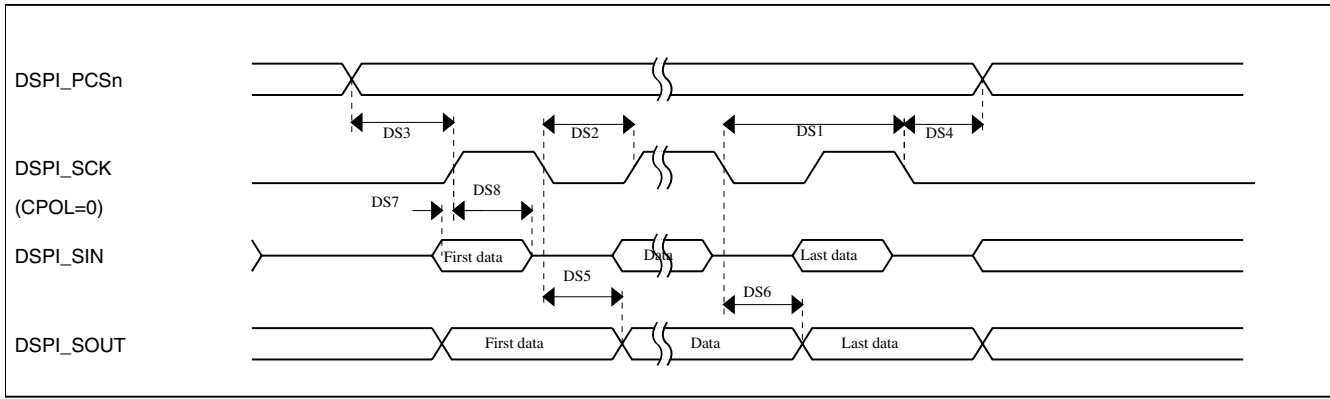 DSPI_PCSn
DS3
DS2
DS1
DS4
DSPI_SCK
(CPOL=0)
DS7
DS8
DSPI_SIN
First data
Data
Last data
DS5
DS6
DSPI_SOUT
First data
Data
Last data